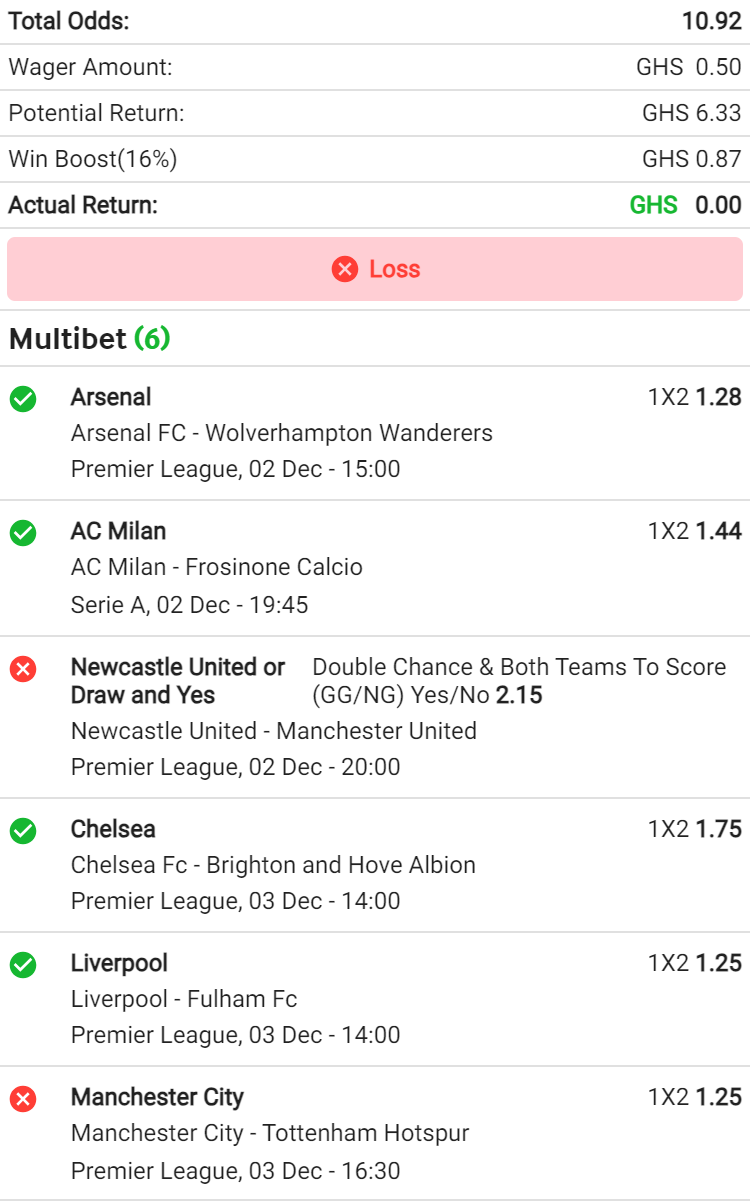 Total Odds: 10.92
Wager Amount: GHS 0.50
Potential Return: GHS 6.33
Win Boost(16%) GHS 0.87
Actual Return: GHS 0.00
Loss
Multibet (6)
Arsenal 1X2 1.28
Arsenal FC - Wolverhampton Wanderers
Premier League, 02 Dec - 15:00
AC Milan 1X2 1.44
AC Milan - Frosinone Calcio
Serie A, 02 Dec - 19:45
Newcastle United or Double Chance & Both Teams To Score
Draw and Yes (GG/NG) Yes/No 2.15
Newcastle United - Manchester United
Premier League, 02 Dec - 20:00
Chelsea 1X2 1.75
Chelsea Fc - Brighton and Hove Albion
Premier League, 03 Dec - 14:00
Liverpool 1X2 1.25
Liverpool - Fulham Fc
Premier League, 03 Dec - 14:00
Manchester City 1X2 1.25
Manchester City - Tottenham Hotspur
Premier League, 03 Dec - 16:30